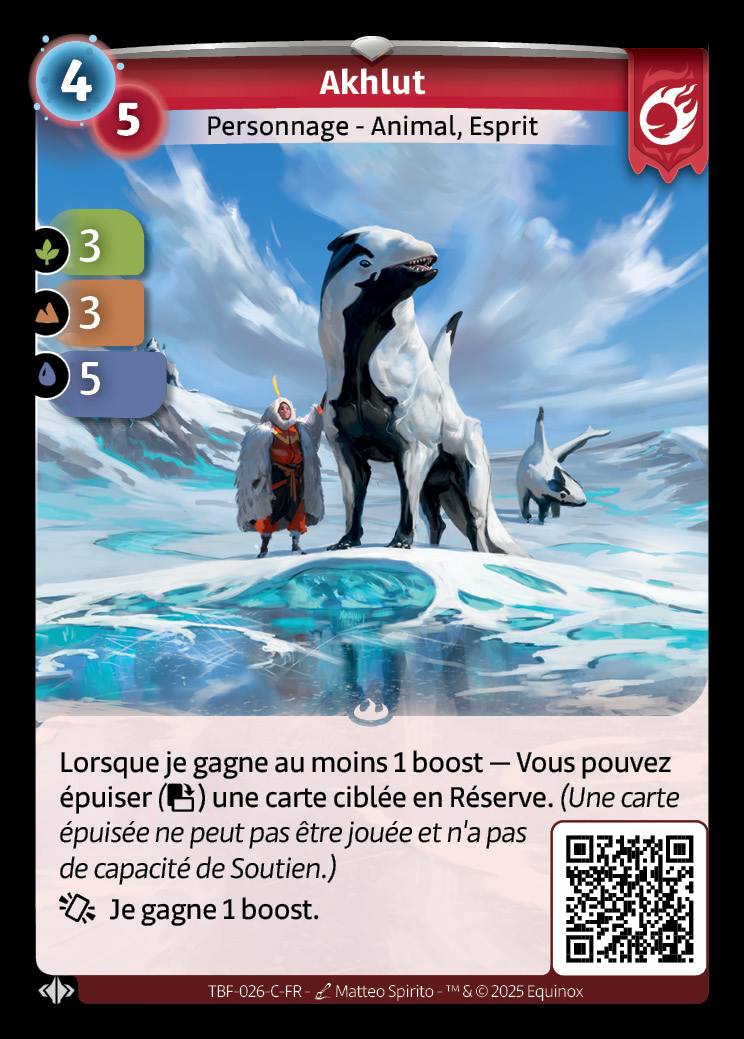 4
Akhlut
5
Personnage - Animal, Esprit
3
3
5
Lorsque je gagne au moins 1 boost — Vous pouvez
épuiser () une carte ciblée en Réserve. (Une carte
épuisée ne peut pas être jouée et n'a pas
de capacité de Soutien.)
Je gagne 1 boost.
TBF-026-C-FR - Matteo Spirito - ™ & © 2025 Equinox